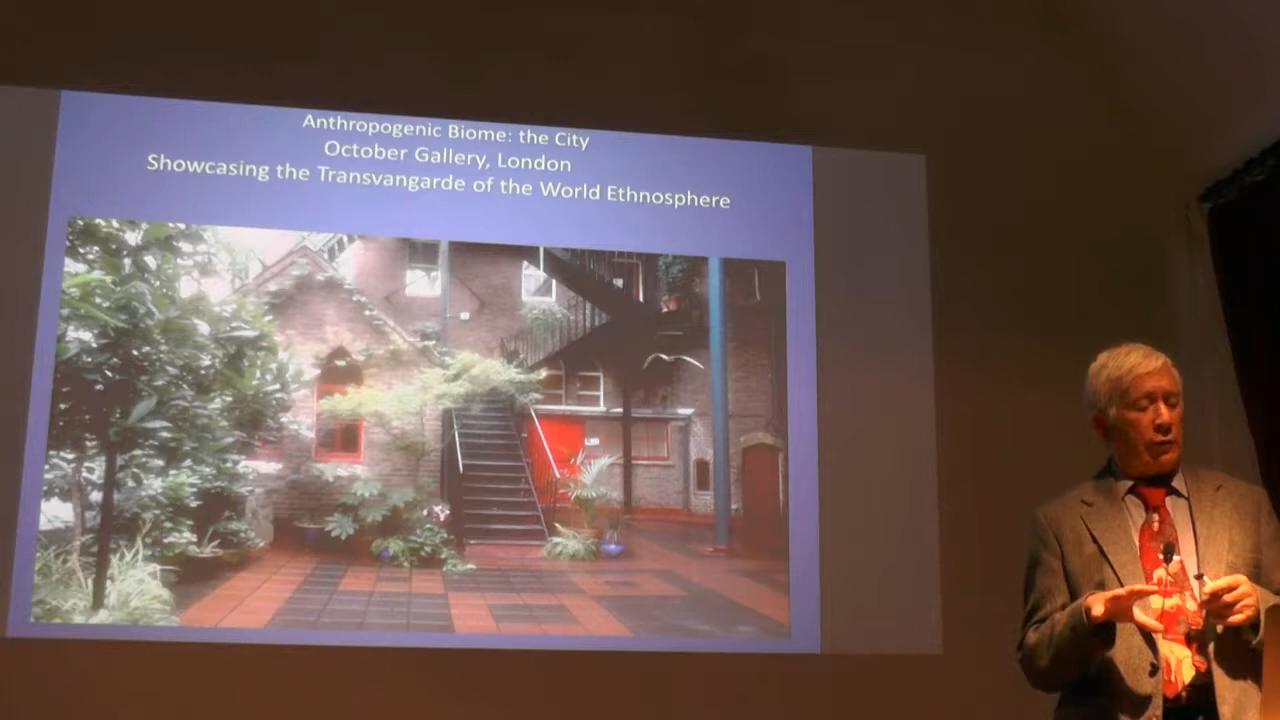 Anthropogenic Biome: the City
October Gallery, London
Showcasing the Transvangarde of the World Ethnosphere